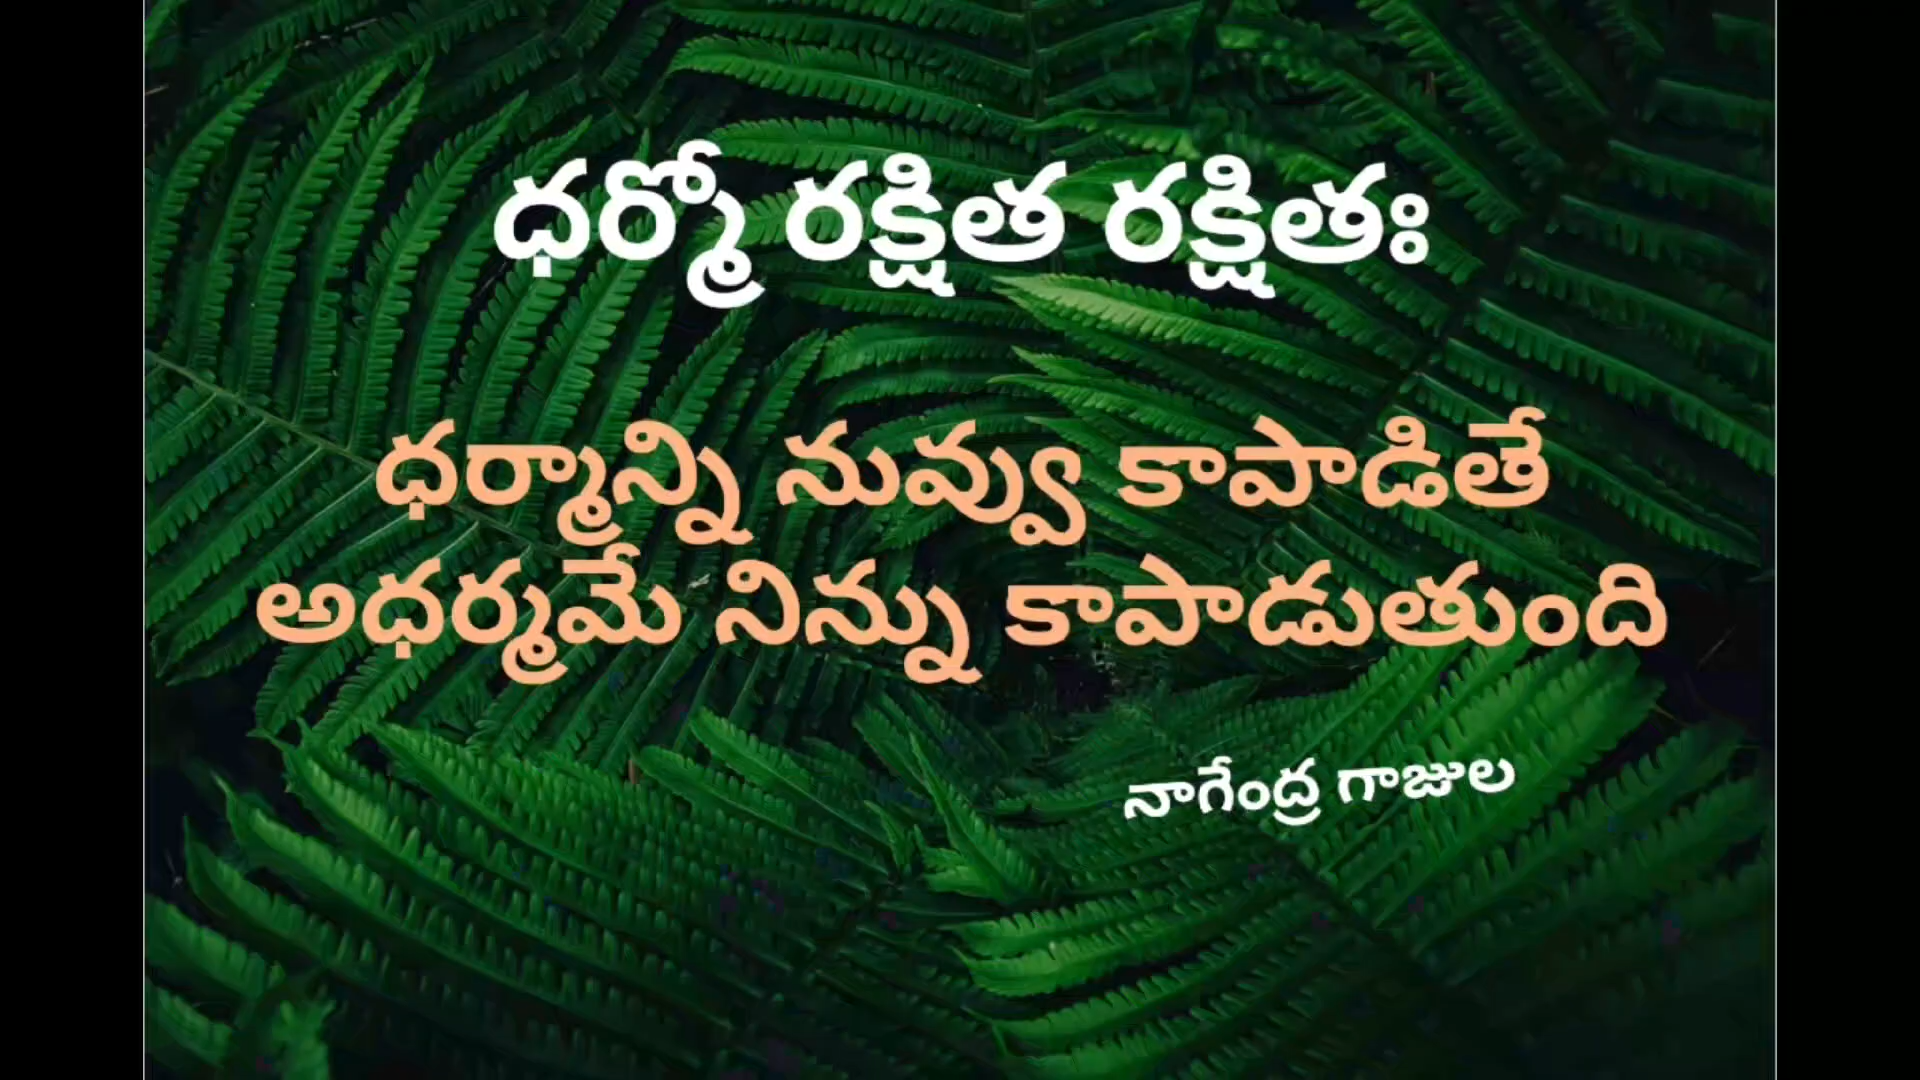 ధర్మో రక్షిత రక్షితః
ధర్మాన్ని నువ్వు కాపాడితే
అధర్మమే నిన్ను కాపాడుతుంది
నాగేంద్ర గాజుల